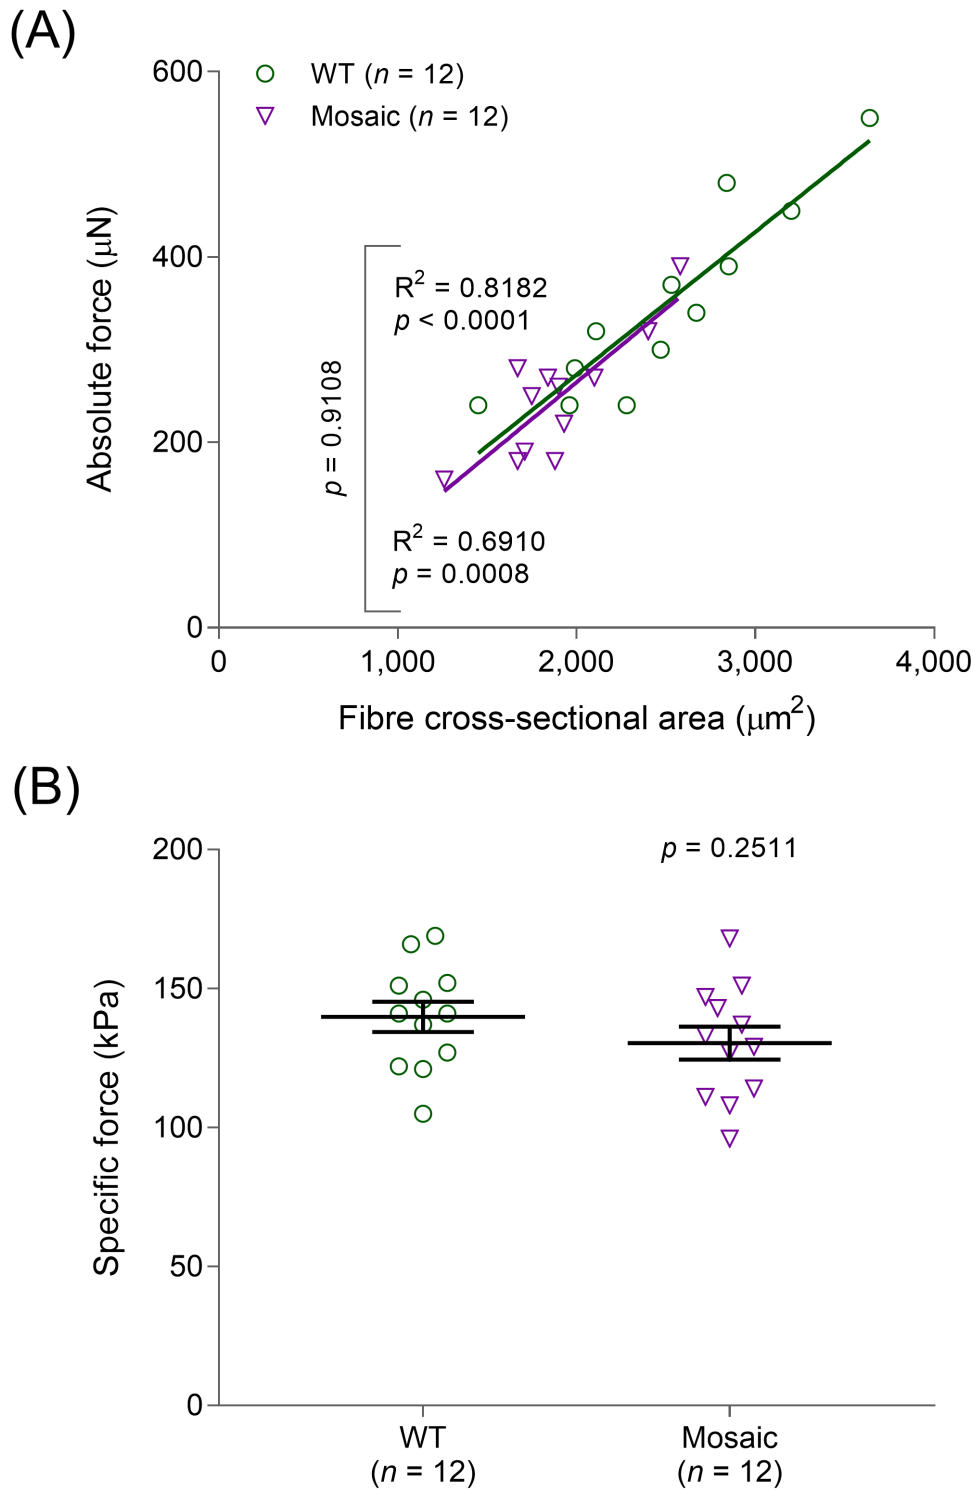 (A)
WT (n = 12)
Mosaic (n = 12)
600
400
200
0
Absolute force (μN)
R² = 0.8182
p < 0.0001
p = 0.9108
R² = 0.6910
p = 0.0008
0 1,000 2,000 3,000 4,000
Fibre cross-sectional area (μm²)
(B)
p = 0.2511
200
150
100
50
0
Specific force (kPa)
WT
(n = 12)
Mosaic
(n = 12)